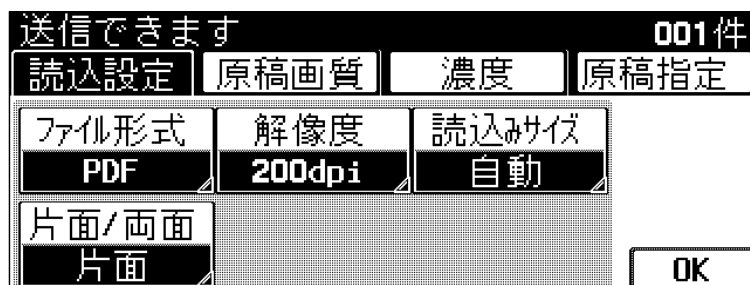 送信できます 001件
読込設定 原稿画質 濃度 原稿指定
ファイル形式 解像度 読込みサイズ
PDF 200dpi 自動
片面/両面
片面 OK